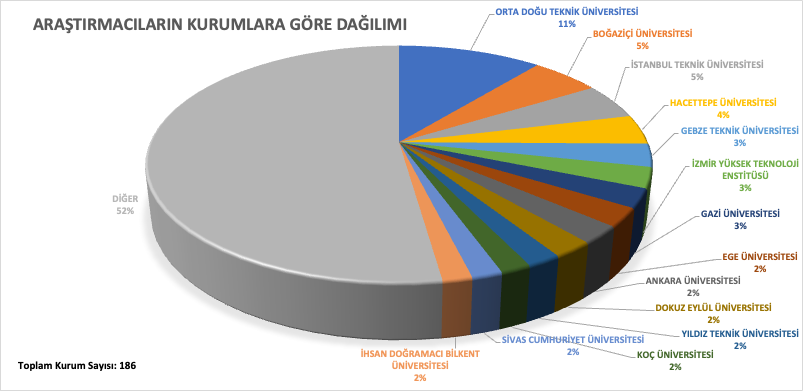 ARAŞTIRMACILARIN KURUMLARA GÖRE DAĞILIMI
ORTA DOĞU TEKNİK ÜNİVERSİTESİ
11%
BOĞAZİÇİ ÜNİVERSİTESİ
5%
İSTANBUL TEKNİK ÜNİVERSİTESİ
5%
HACETTEPE ÜNİVERSİTESİ
4%
GEBZE TEKNİK ÜNİVERSİTESİ
3%
İZMİR YÜKSEK TEKNOLOJİ
ENSTİTÜSÜ
3%
GAZİ ÜNİVERSİTESİ
3%
EGE ÜNİVERSİTESİ
2%
ANKARA ÜNİVERSİTESİ
2%
DOKUZ EYLÜL ÜNİVERSİTESİ
2%
YILDIZ TEKNİK ÜNİVERSİTESİ
2%
KOÇ ÜNİVERSİTESİ
2%
SİVAS CUMHURİYET ÜNİVERSİTESİ
2%
İHSAN DOĞRAMACI BİLKENT
ÜNİVERSİTESİ
2%
DİĞER
52%
Toplam Kurum Sayısı: 186